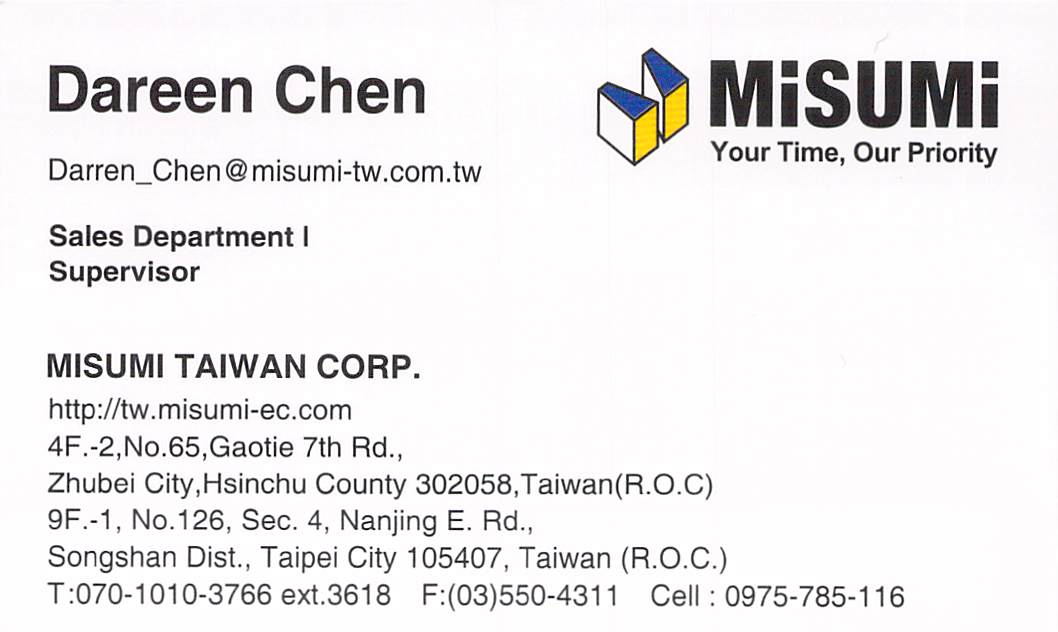 Dareen Chen
MiSUMi
Your Time, Our Priority
Darren_Chen@misumi-tw.com.tw
Sales Department I
Supervisor
MISUMI TAIWAN CORP.
http://tw.misumi-ec.com
4F.-2,No.65,Gaotie 7th Rd.,
Zhubei City,Hsinchu County 302058,Taiwan(R.O.C)
9F.-1, No.126, Sec. 4, Nanjing E. Rd.,
Songshan Dist., Taipei City 105407, Taiwan (R.O.C.)
T:070-1010-3766 ext.3618 F:(03)550-4311 Cell : 0975-785-116